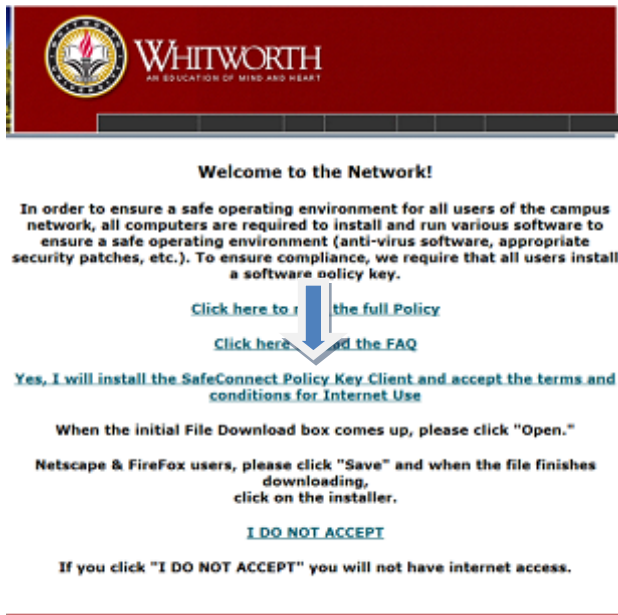 WHITWORTH
AN EDUCATION OF MIND AND HEART
Welcome to the Network!
In order to ensure a safe operating environment for all users of the campus
network, all computers are required to install and run various software to
ensure a safe operating environment (anti-virus software, appropriate
security patches, etc.). To ensure compliance, we require that all users install
a software policy key.
Click here to the full Policy
Click here the FAQ
Yes, I will install the SafeConnect Policy Key Client and accept the terms and
conditions for Internet Use
When the initial File Download box comes up, please click "Open."
Netscape & FireFox users, please click "Save" and when the file finishes
downloading,
click on the installer.
I DO NOT ACCEPT
If you click "I DO NOT ACCEPT" you will not have internet access.